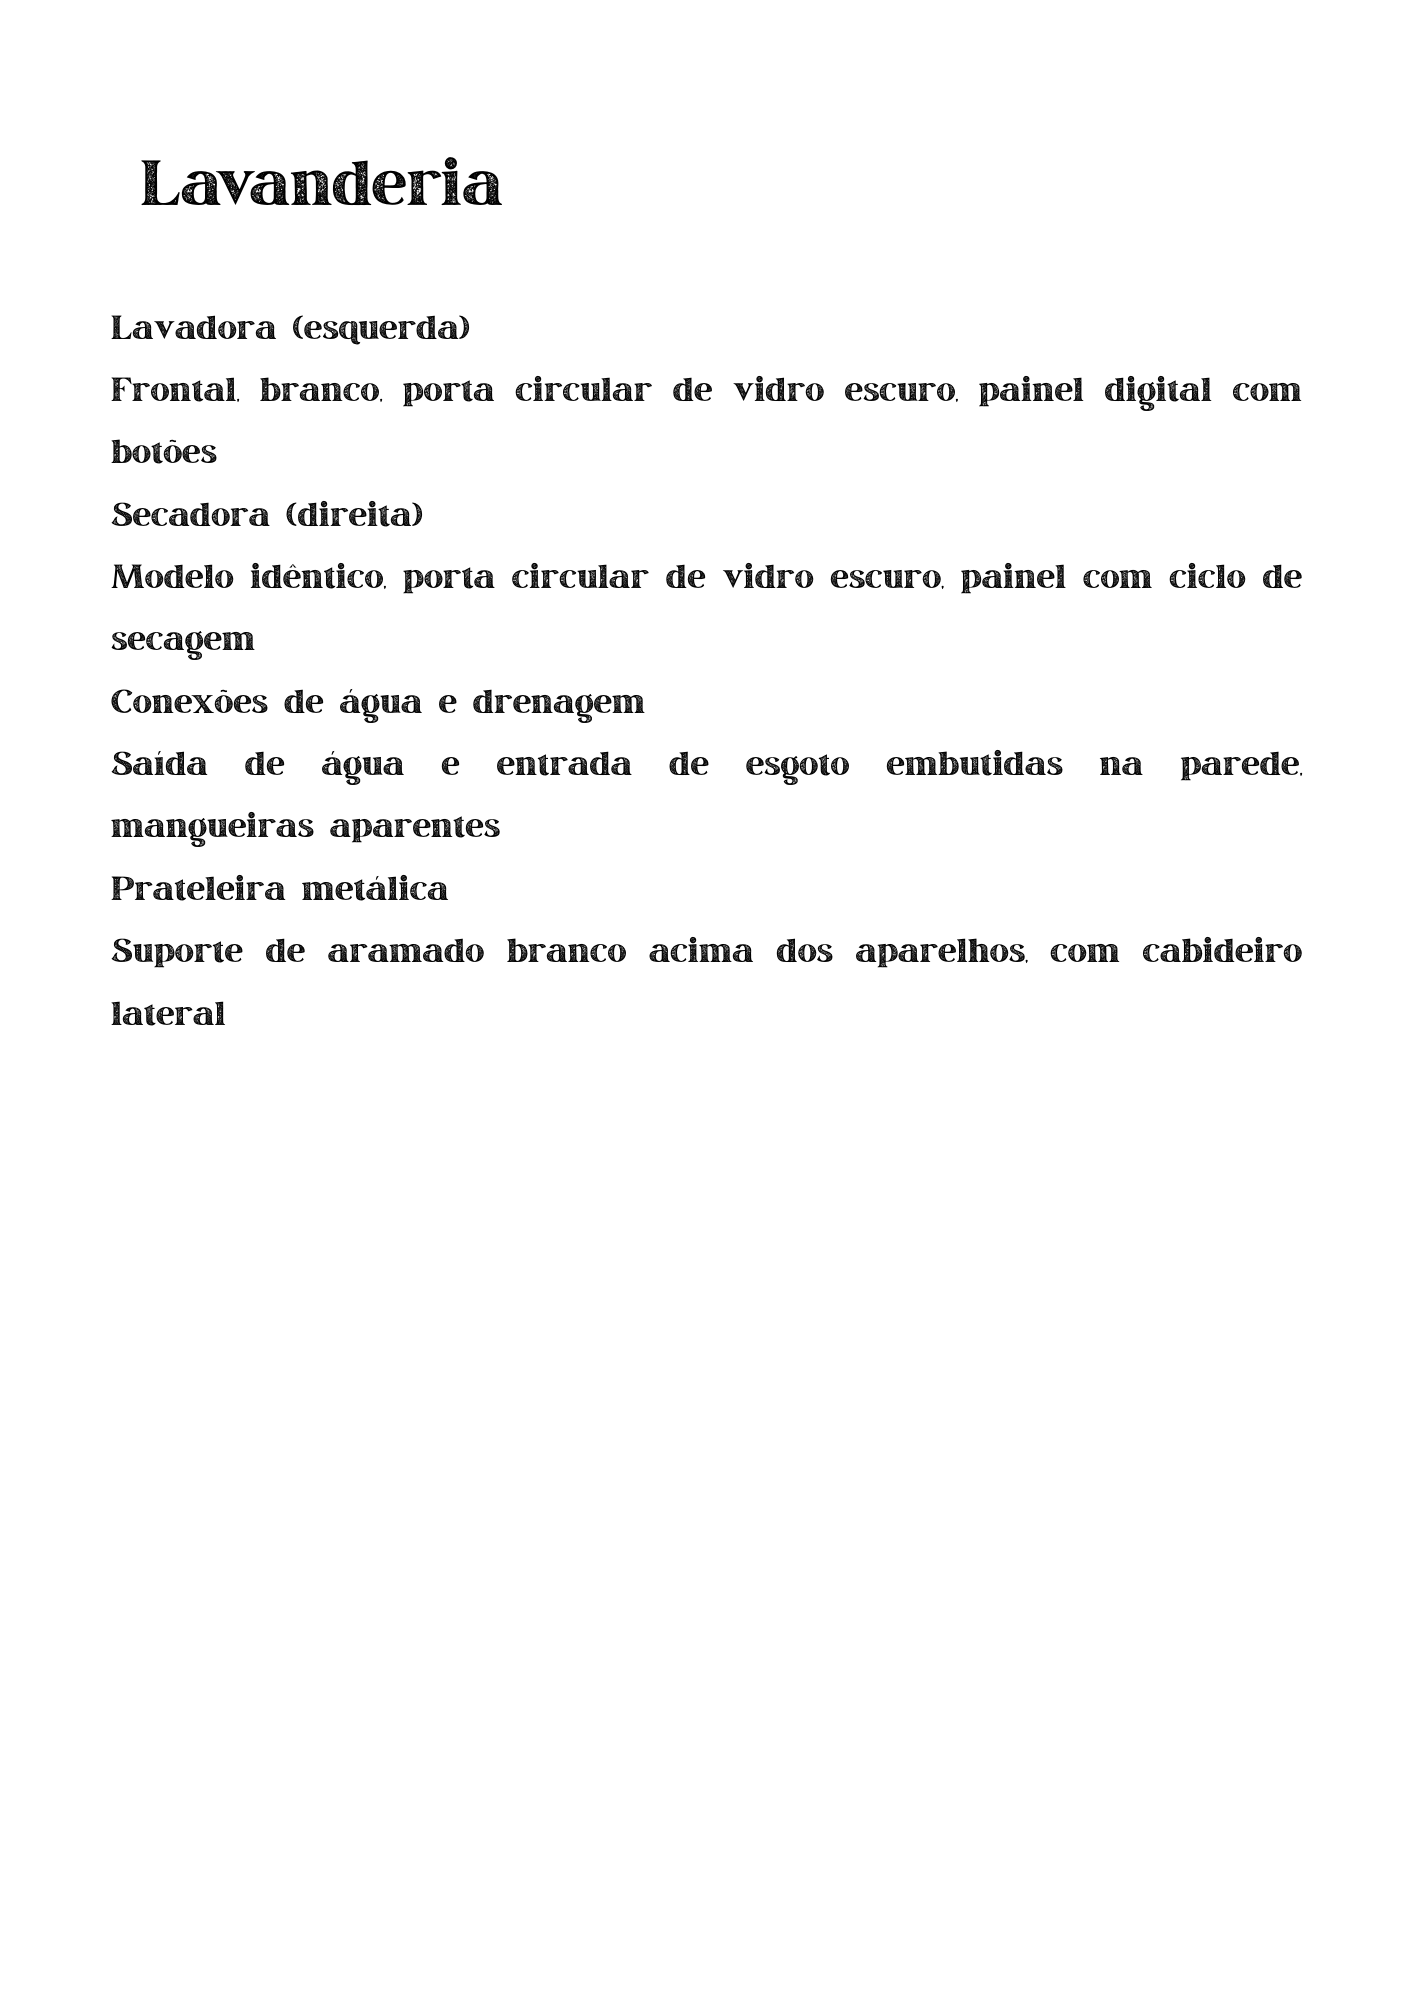 Lavanderia
Lavadora (esquerda)
Frontal, branco, porta circular de vidro escuro, painel digital com
botões
Secadora (direita)
Modelo idêntico, porta circular de vidro escuro, painel com ciclo de
secagem
Conexões de água e drenagem
Saída de água e entrada de esgoto embutidas na parede,
mangueiras aparentes
Prateleira metálica
Suporte de aramado branco acima dos aparelhos, com cabideiro
lateral